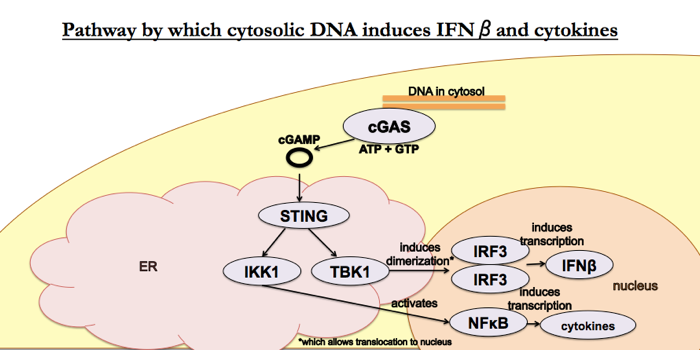 Pathway by which cytosolic DNA induces IFNβ and cytokines
DNA in cytosol
cGAS
ATP + GTP
cGAMP
STING
IKK1
TBK1
ER
induces
dimerization*
IRF3
IRF3
induces
transcription
IFNβ
nucleus
activates
NFκB
induces
transcription
cytokines
*which allows translocation to nucleus